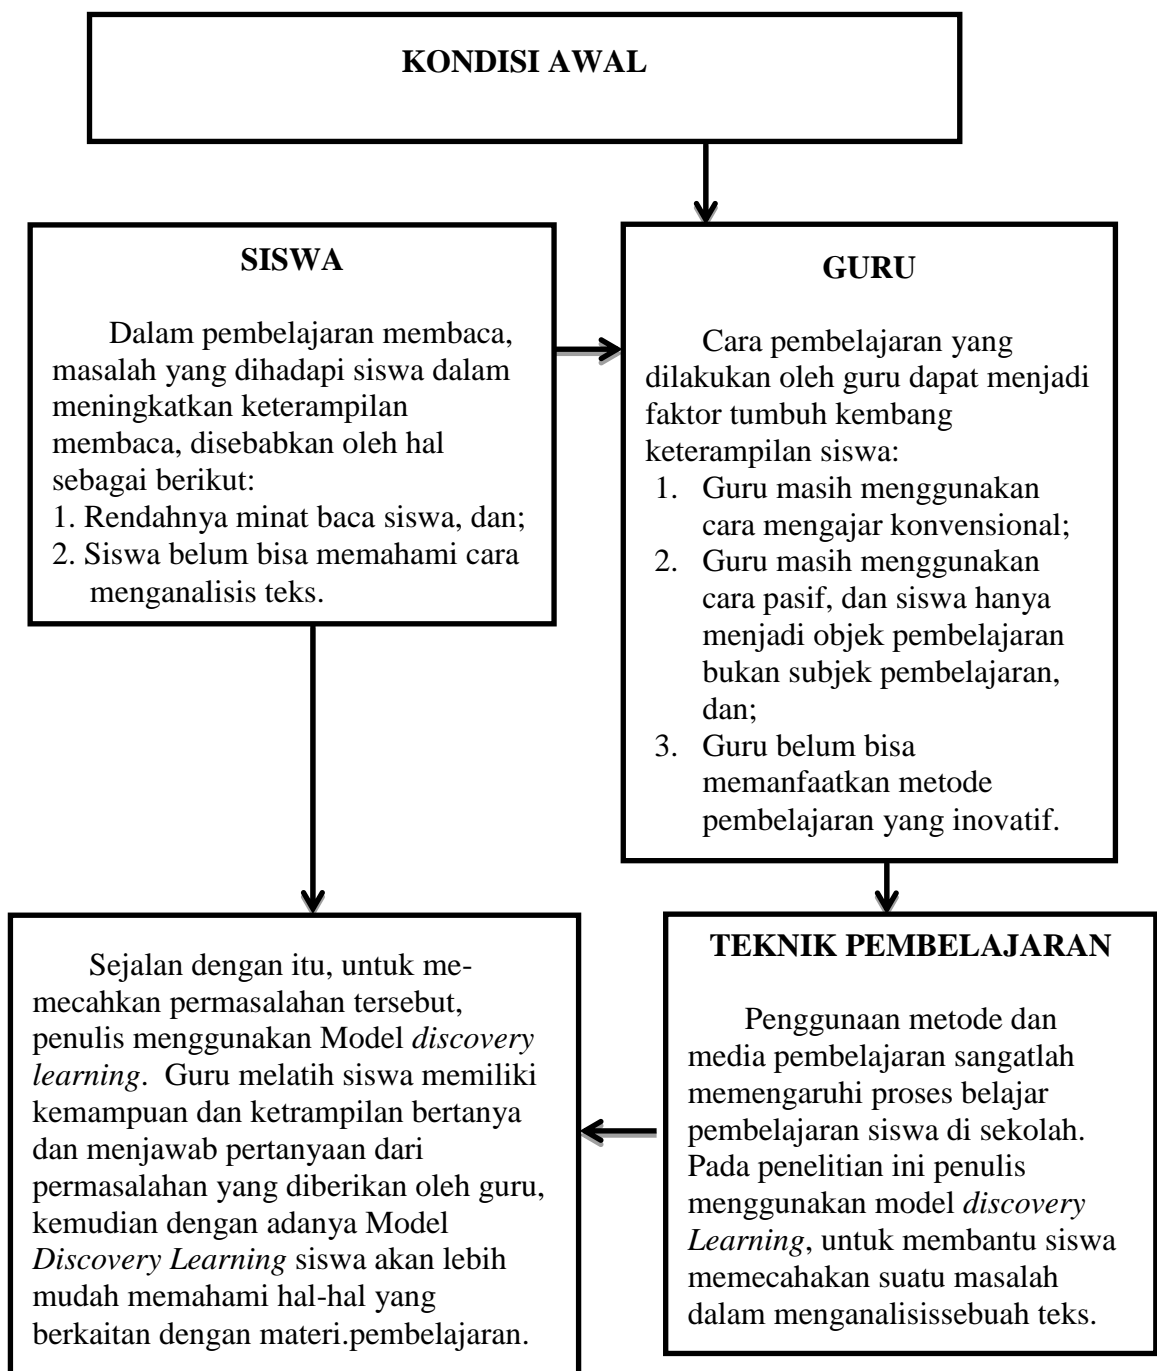 KONDISI AWAL
SISWA
Dalam pembelajaran membaca,
masalah yang dihadapi siswa dalam
meningkatkan keterampilan
membaca, disebabkan oleh hal
sebagai berikut:
1. Rendahnya minat baca siswa, dan;
2. Siswa belum bisa memahami cara
menganalisis teks.
GURU
Cara pembelajaran yang
dilakukan oleh guru dapat menjadi
faktor tumbuh kembang
keterampilan siswa:
1. Guru masih menggunakan
cara mengajar konvensional;
2. Guru masih menggunakan
cara pasif, dan siswa hanya
menjadi objek pembelajaran
bukan subjek pembelajaran,
dan;
3. Guru belum bisa
memanfaatkan metode
pembelajaran yang inovatif.
TEKNIK PEMBELAJARAN
Penggunaan metode dan
media pembelajaran sangatlah
memengaruhi proses belajar
pembelajaran siswa di sekolah.
Pada penelitian ini penulis
menggunakan model discovery
Learning, untuk membantu siswa
memecahakan suatu masalah
dalam menganalisissebuah teks.
Sejalan dengan itu, untuk me-
mecahkan permasalahan tersebut,
penulis menggunakan Model discovery
learning. Guru melatih siswa memiliki
kemampuan dan ketrampilan bertanya
dan menjawab pertanyaan dari
permasalahan yang diberikan oleh guru,
kemudian dengan adanya Model
Discovery Learning siswa akan lebih
mudah memahami hal-hal yang
berkaitan dengan materi.pembelajaran.